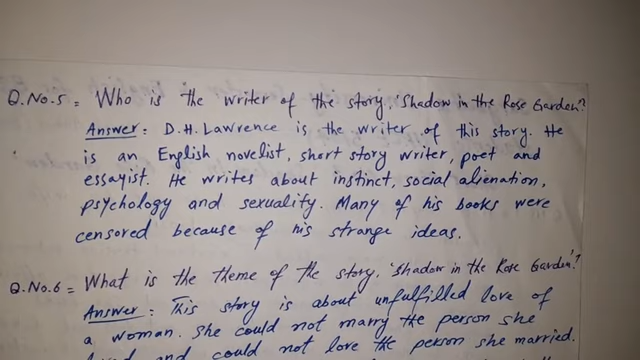 Q.No.5 = Who is the writer of the story, 'Shadow in the Rose Garden'?
Answer: D.H. Lawrence is the writer of this story. He
is an English novelist, short story writer, poet and
essayist. He writes about instinct, social alienation,
psychology and sexuality. Many of his books were
censored because of his strange ideas.
Q.No.6 = What is the theme of the story, 'Shadow in the Rose Garden'?
Answer: This story is about unfulfilled love of
a woman. She could not marry the person she
loved and could not love the person she married.